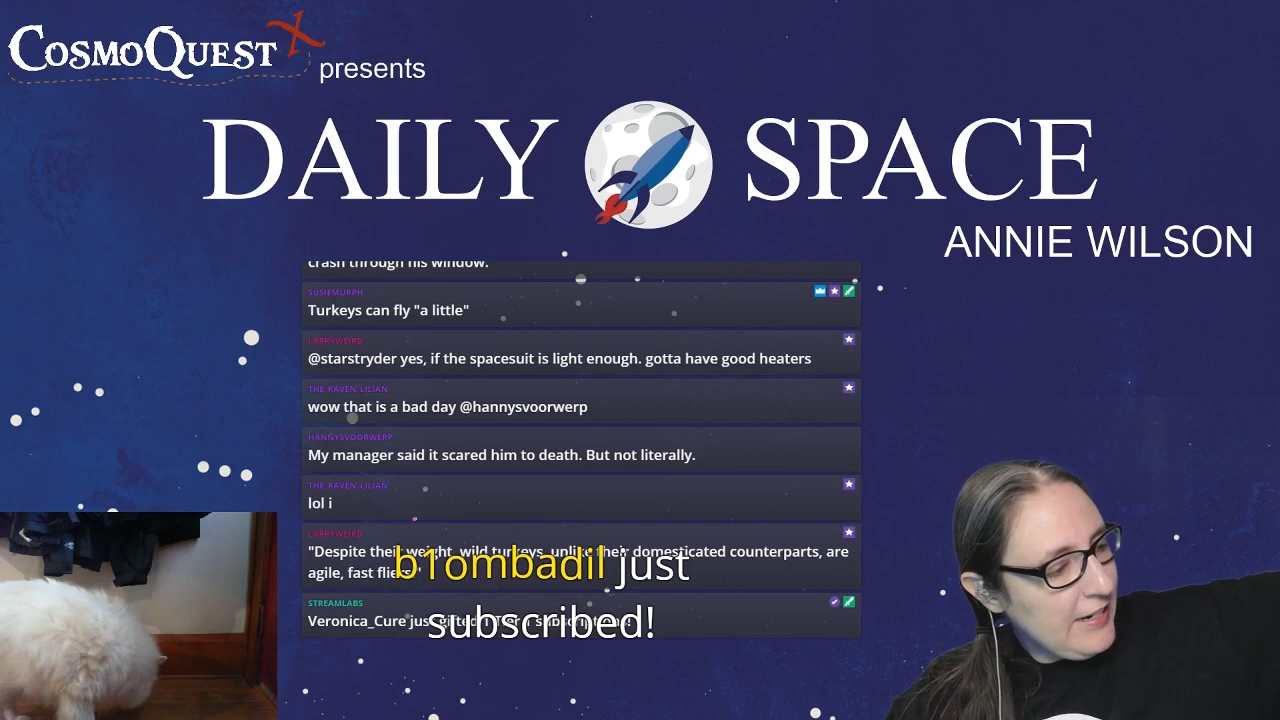 COSMOQUEST X
presents
DAILY SPACE
ANNIE WILSON
crash through his window.
SUSIEMURPH
Turkeys can fly "a little"
LARRYWEIRD
@starstryder yes, if the spacesuit is light enough. gotta have good heaters
THE RAVEN LILIAN
wow that is a bad day @hannysvoorwerp
HANNYSVOORWERP
My manager said it scared him to death. But not literally.
THE RAVEN LILIAN
lol i
LARRYWEIRD
"Despite their weight, wild turkeys, unlike their domesticated counterparts, are
agile, fast fliers."
b1ombadil just
STREAMLABS
Veronica_Cure just gifted
subscribed!